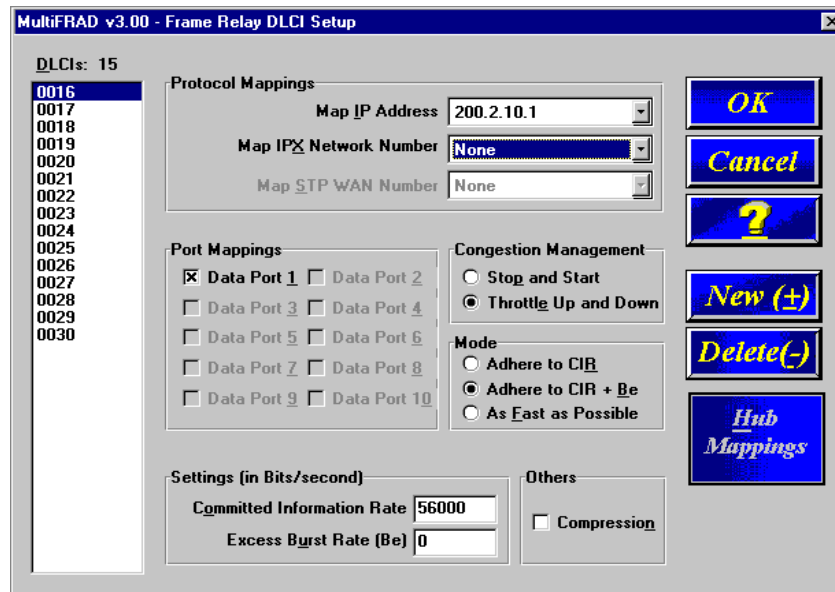 MultiFRAD v3.00 - Frame Relay DLCI Setup
DLCIs: 15
0016
0017
0018
0019
0020
0021
0022
0023
0024
0025
0026
0027
0028
0029
0030
Protocol Mappings
Map IP Address 200.2.10.1
Map IPX Network Number None
Map STP WAN Number None
Port Mappings
Data Port 1 Data Port 2
Data Port 3 Data Port 4
Data Port 5 Data Port 6
Data Port 7 Data Port 8
Data Port 9 Data Port 10
Congestion Management
Stop and Start
Throttle Up and Down
Mode
Adhere to CIR
Adhere to CIR + Be
As Fast as Possible
Settings (in Bits/second)
Committed Information Rate 56000
Excess Burst Rate (Be) 0
Others
Compression
OK
Cancel
?
New (+)
Delete(-)
Hub
Mappings